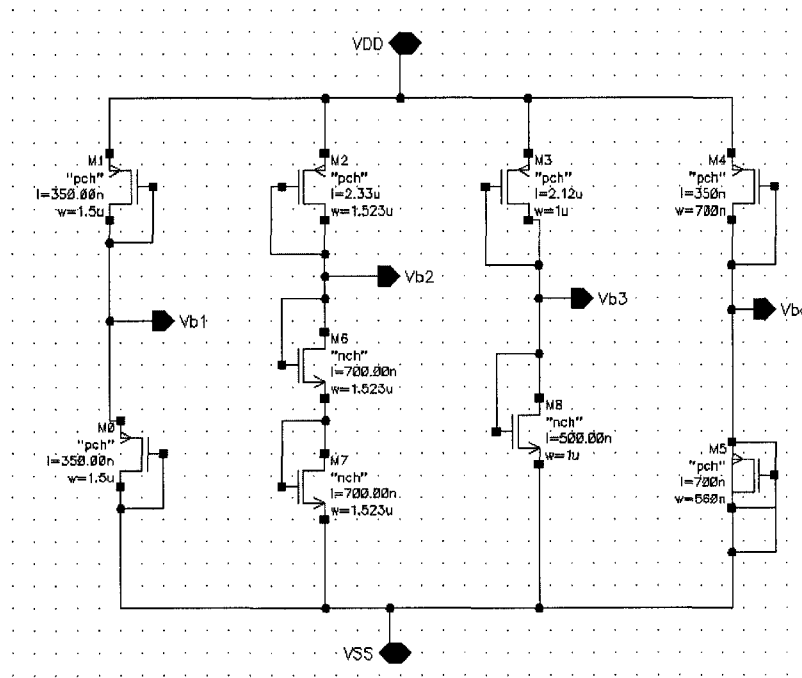 VDD
M1
"pch"
l=350.00n
w=1.5u
M2
"pch"
l=2.33u
w=1.523u
M3
"pch"
l=2.12u
w=1u
M4
"pch"
l=350n
w=700n
Vb1
Vb2
Vb3
M6
"nch"
l=700.00n
w=1.523u
M0
"pch"
l=350.00n
w=1.5u
M7
"nch"
l=700.00n
w=1.523u
M8
"nch"
l=500.00n
w=1u
M5
"pch"
l=700n
w=560n
VSS